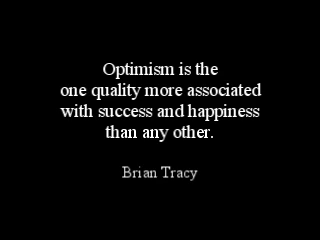 Optimism is the
one quality more associated
with success and happiness
than any other.
Brian Tracy